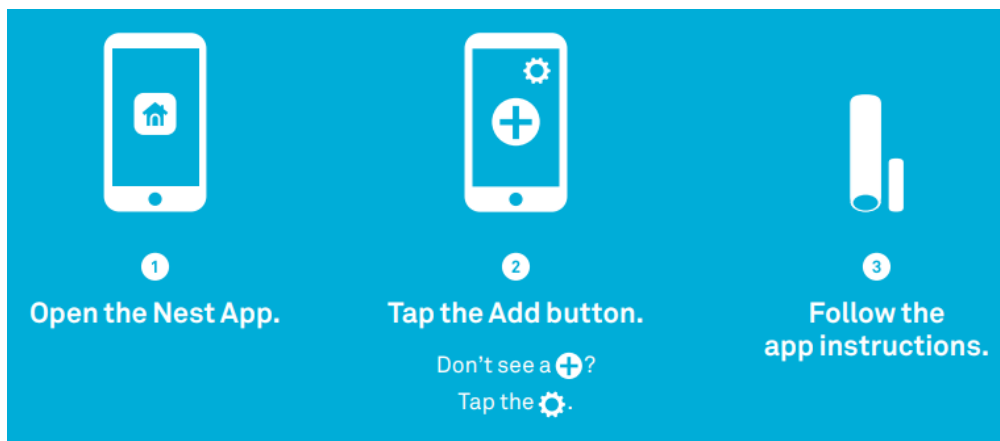 1
Open the Nest App.
2
Tap the Add button.
Don't see a ?
Tap the .
3
Follow the
app instructions.